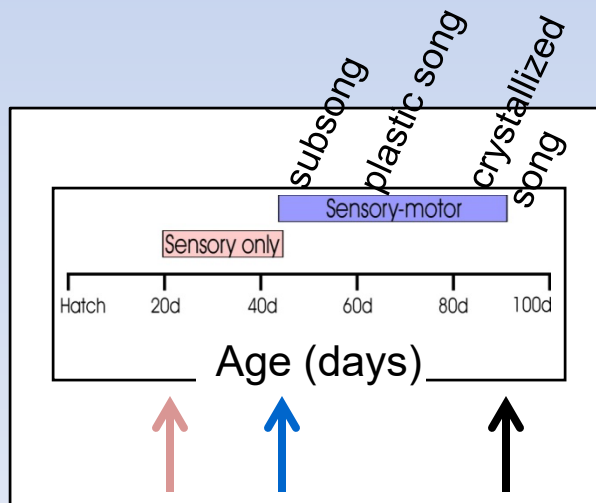 subsong
plastic song
crystallized
song
Sensory-motor
Sensory only
Hatch 20d 40d 60d 80d 100d
Age (days)